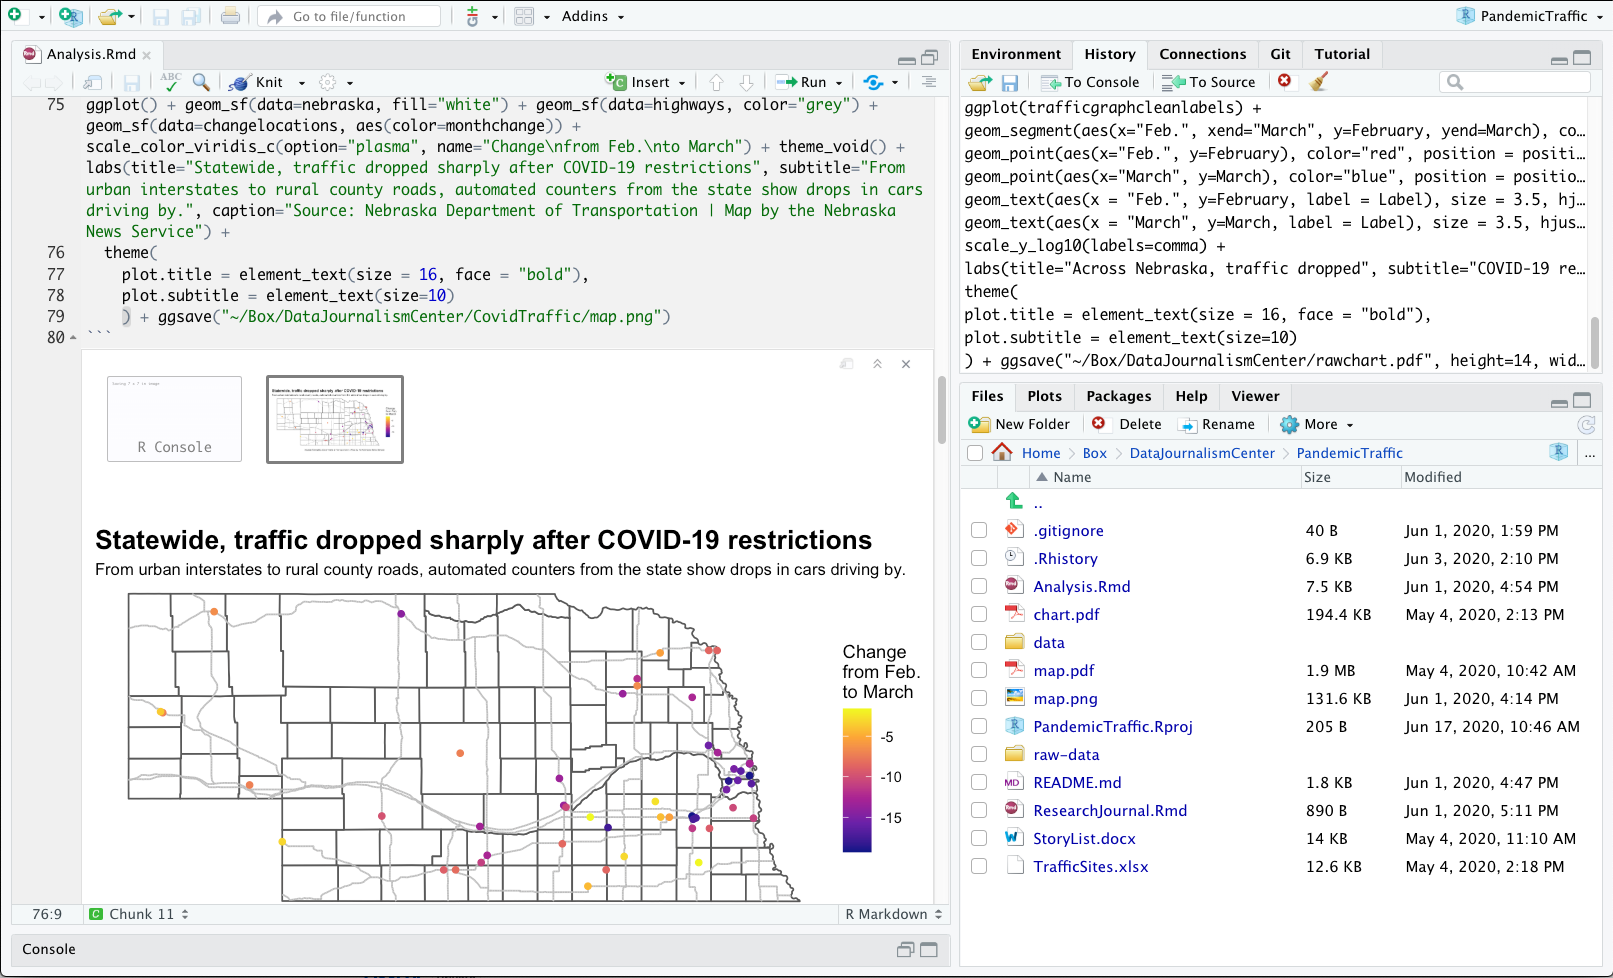 Go to file/function
Addins
PandemicTraffic
Analysis.Rmd
ABC
Knit
Insert
Run
75 ggplot() + geom_sf(data=nebraska, fill="white") + geom_sf(data=highways, color="grey") +
geom_sf(data=changelocations, aes(color=monthchange)) +
scale_color_viridis_c(option="plasma", name="Change\nfrom Feb.\nto March") + theme_void() +
labs(title="Statewide, traffic dropped sharply after COVID-19 restrictions", subtitle="From
urban interstates to rural county roads, automated counters from the state show drops in cars
driving by.", caption="Source: Nebraska Department of Transportation | Map by the Nebraska
News Service") +
76 theme(
77 plot.title = element_text(size = 16, face = "bold"),
78 plot.subtitle = element_text(size=10)
79 ) + ggsave("~/Box/DataJournalismCenter/CovidTraffic/map.png")
80 ```
R Console
Statewide, traffic dropped sharply after COVID-19 restrictions
Statewide, traffic dropped sharply after COVID-19 restrictions
From urban interstates to rural county roads, automated counters from the state show drops in cars driving by.
Change
from Feb.
to March
-5
-10
-15
76:9
C Chunk 11
R Markdown
Console
Environment History Connections Git Tutorial
To Console To Source
ggplot(trafficgraphcleanlabels) +
geom_segment(aes(x="Feb.", xend="March", y=February, yend=March), co…
geom_point(aes(x="Feb.", y=February), color="red", position = positi…
geom_point(aes(x="March", y=March), color="blue", position = positio…
geom_text(aes(x = "Feb.", y=February, label = Label), size = 3.5, hj…
geom_text(aes(x = "March", y=March, label = Label), size = 3.5, hjus…
scale_y_log10(labels=comma) +
labs(title="Across Nebraska, traffic dropped", subtitle="COVID-19 re…
theme(
plot.title = element_text(size = 16, face = "bold"),
plot.subtitle = element_text(size=10)
) + ggsave("~/Box/DataJournalismCenter/rawchart.pdf", height=14, wid…
Files Plots Packages Help Viewer
New Folder Delete Rename More
Home Box DataJournalismCenter PandemicTraffic R ...
Name Size Modified
..
.gitignore 40 B Jun 1, 2020, 1:59 PM
.Rhistory 6.9 KB Jun 3, 2020, 2:10 PM
Analysis.Rmd 7.5 KB Jun 1, 2020, 4:54 PM
chart.pdf 194.4 KB May 4, 2020, 2:13 PM
data
map.pdf 1.9 MB May 4, 2020, 10:42 AM
map.png 131.6 KB Jun 1, 2020, 4:14 PM
PandemicTraffic.Rproj 205 B Jun 17, 2020, 10:46 AM
raw-data
MD README.md 1.8 KB Jun 1, 2020, 4:47 PM
ResearchJournal.Rmd 890 B Jun 1, 2020, 5:11 PM
StoryList.docx 14 KB May 4, 2020, 11:10 AM
TrafficSites.xlsx 12.6 KB May 4, 2020, 2:18 PM